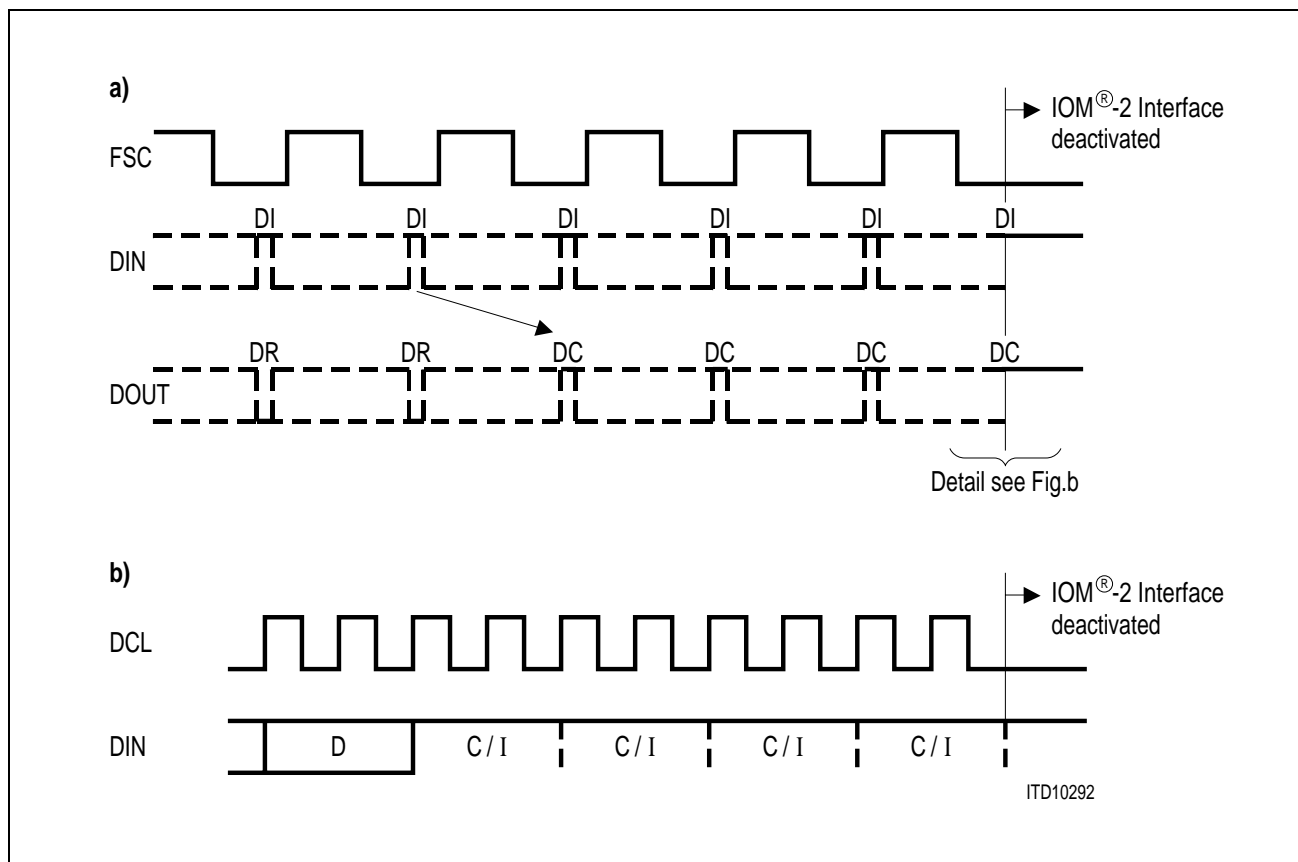 a)
IOM®-2 Interface
deactivated
FSC
DI DI DI DI DI DI
DIN
DR DR DC DC DC DC
DOUT
Detail see Fig.b
b)
IOM®-2 Interface
deactivated
DCL
DIN D C / I C / I C / I C / I
ITD10292